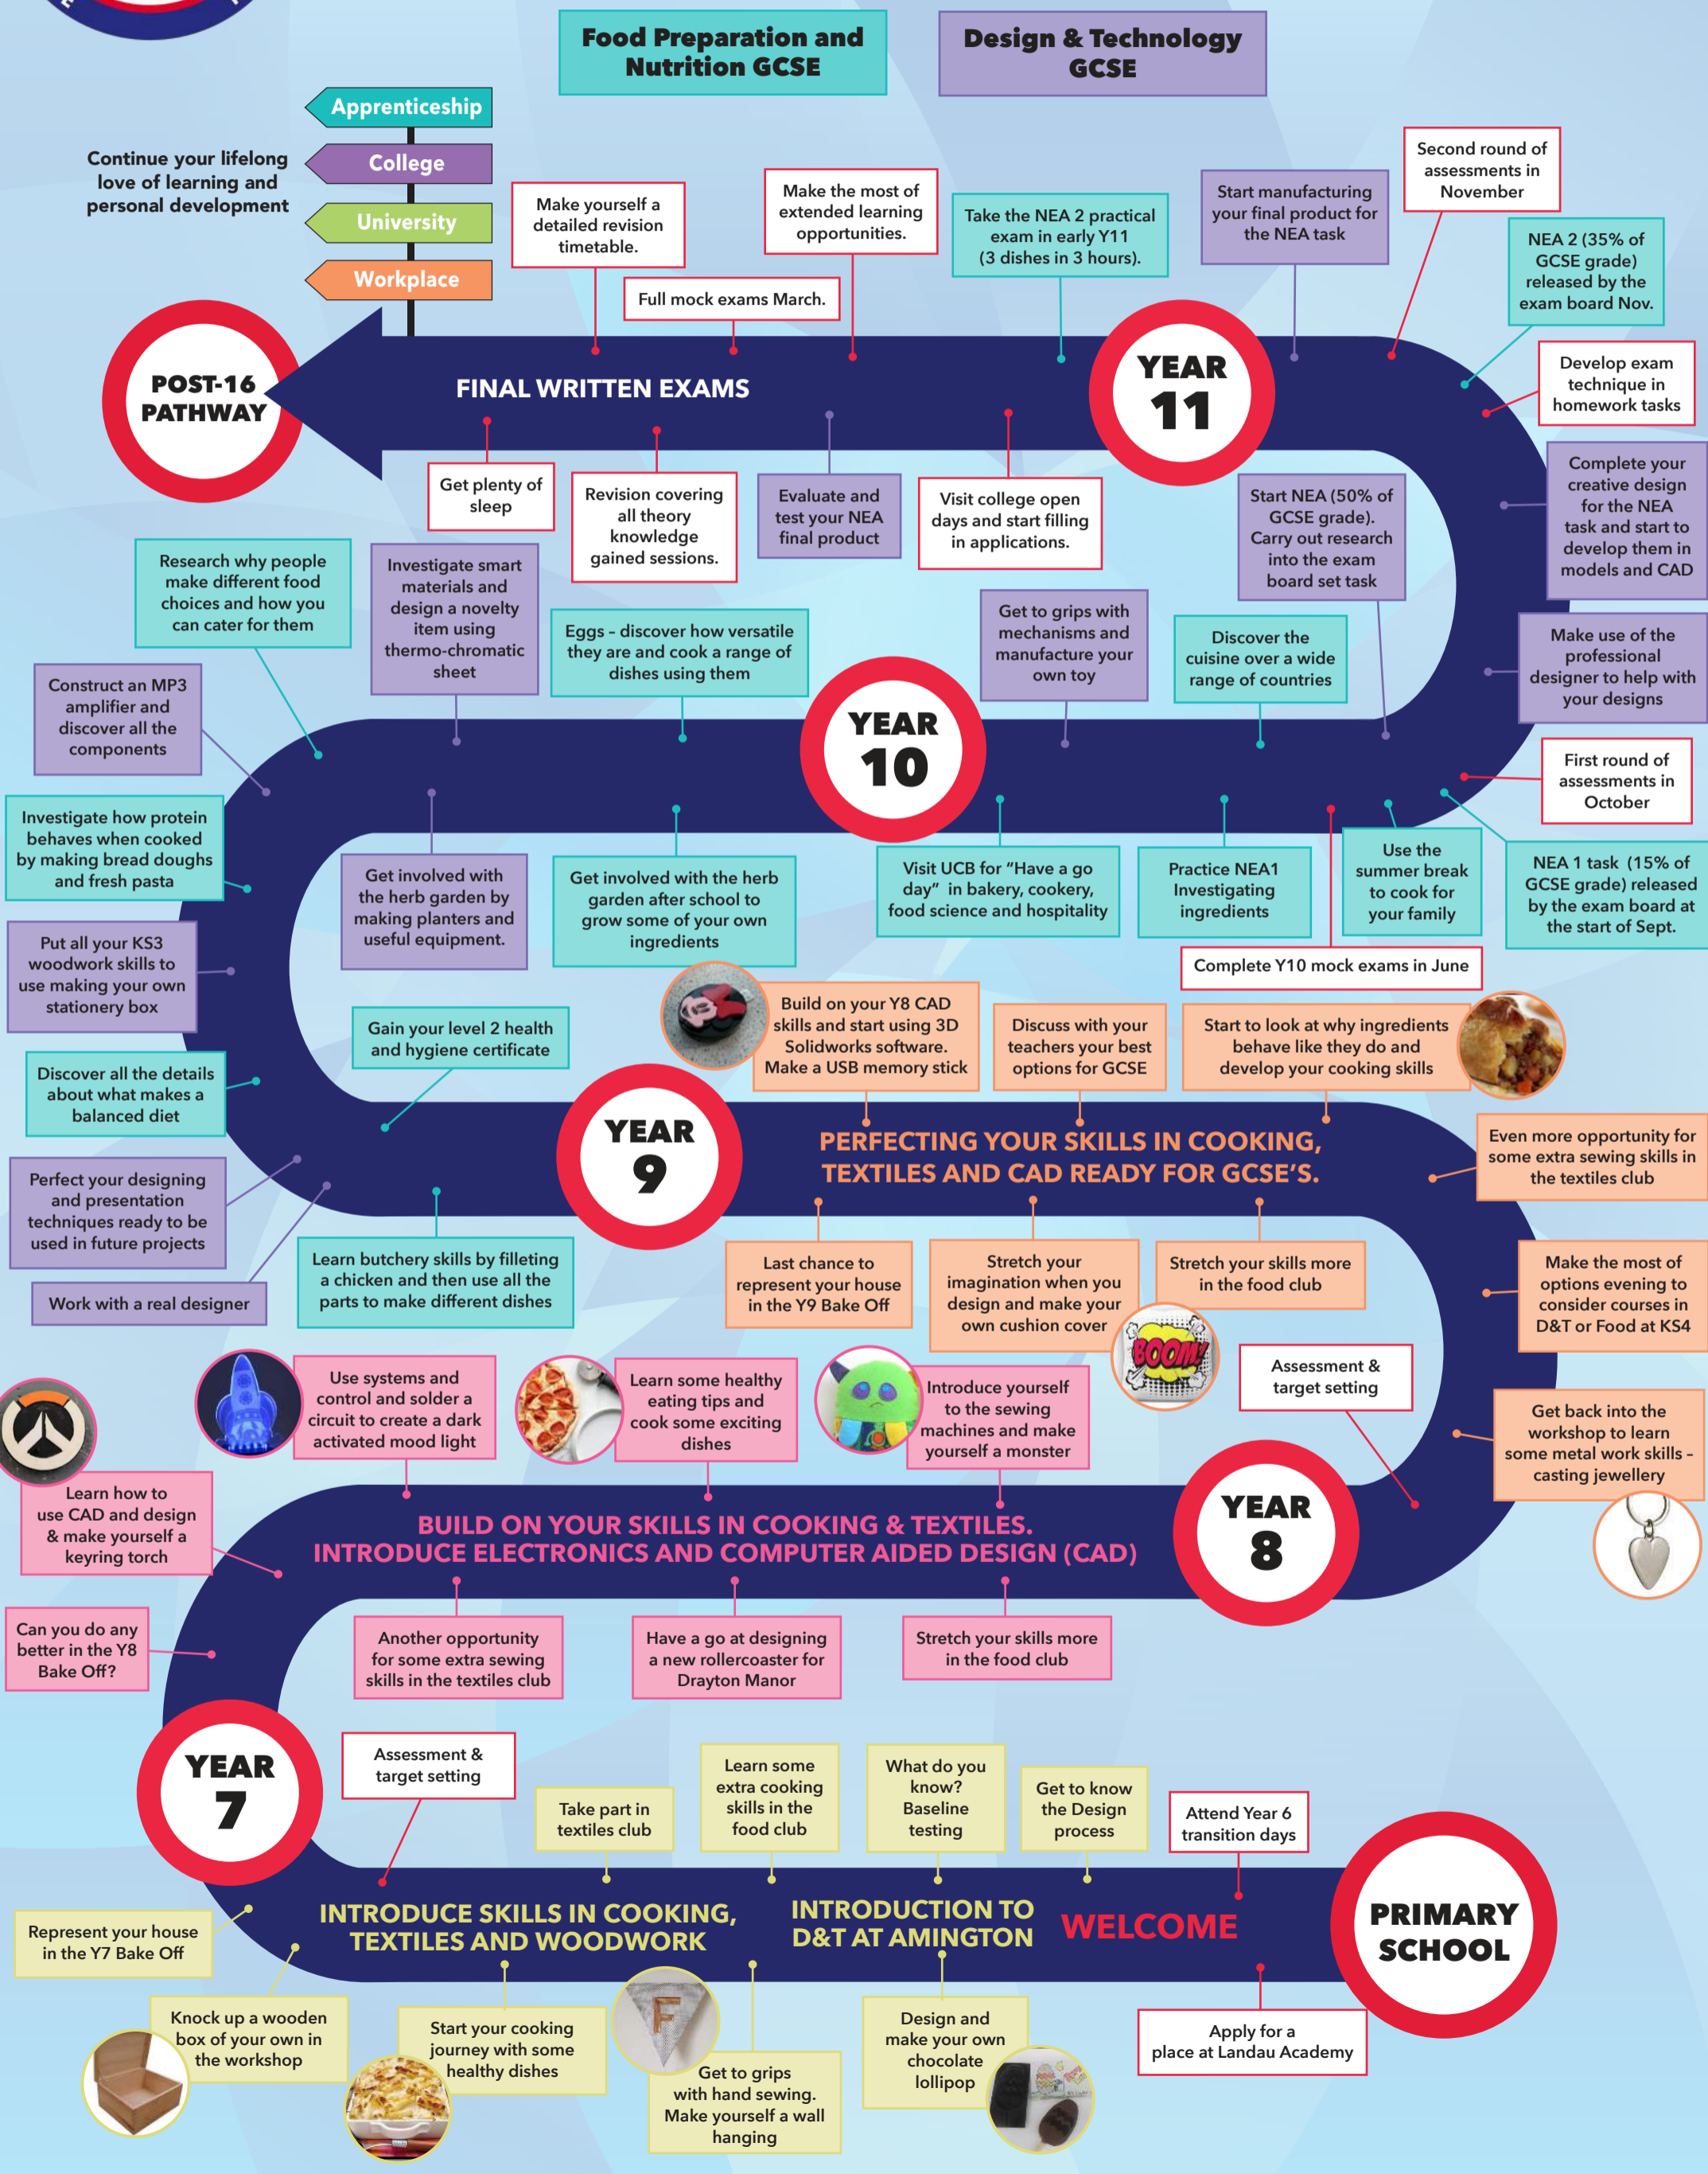 Food Preparation and
Nutrition GCSE
Design & Technology
GCSE
Apprenticeship
College
University
Workplace
Continue your lifelong
love of learning and
personal development
Make yourself a
detailed revision
timetable.
Full mock exams March.
Make the most of
extended learning
opportunities.
Take the NEA 2 practical
exam in early Y11
(3 dishes in 3 hours).
Start manufacturing
your final product for
the NEA task
Second round of
assessments in
November
NEA 2 (35% of
GCSE grade)
released by the
exam board Nov.
Develop exam
technique in
homework tasks
POST-16
PATHWAY
FINAL WRITTEN EXAMS
YEAR
11
Get plenty of
sleep
Revision covering
all theory
knowledge
gained sessions.
Evaluate and
test your NEA
final product
Visit college open
days and start filling
in applications.
Start NEA (50% of
GCSE grade).
Carry out research
into the exam
board set task
Complete your
creative design
for the NEA
task and start to
develop them in
models and CAD
Make use of the
professional
designer to help with
your designs
First round of
assessments in
October
NEA 1 task (15% of
GCSE grade) released
by the exam board at
the start of Sept.
Research why people
make different food
choices and how you
can cater for them
Investigate smart
materials and
design a novelty
item using
thermo-chromatic
sheet
Eggs – discover how versatile
they are and cook a range of
dishes using them
Get to grips with
mechanisms and
manufacture your
own toy
Discover the
cuisine over a wide
range of countries
Construct an MP3
amplifier and
discover all the
components
YEAR
10
Investigate how protein
behaves when cooked
by making bread doughs
and fresh pasta
Get involved with
the herb garden by
making planters and
useful equipment.
Get involved with the herb
garden after school to
grow some of your own
ingredients
Visit UCB for "Have a go
day" in bakery, cookery,
food science and hospitality
Practice NEA1
Investigating
ingredients
Use the
summer break
to cook for
your family
Complete Y10 mock exams in June
Put all your KS3
woodwork skills to
use making your own
stationery box
Discover all the details
about what makes a
balanced diet
Gain your level 2 health
and hygiene certificate
Build on your Y8 CAD
skills and start using 3D
Solidworks software.
Make a USB memory stick
Discuss with your
teachers your best
options for GCSE
Start to look at why ingredients
behave like they do and
develop your cooking skills
YEAR
9
PERFECTING YOUR SKILLS IN COOKING,
TEXTILES AND CAD READY FOR GCSE'S.
Even more opportunity for
some extra sewing skills in
the textiles club
Perfect your designing
and presentation
techniques ready to be
used in future projects
Work with a real designer
Learn butchery skills by filleting
a chicken and then use all the
parts to make different dishes
Last chance to
represent your house
in the Y9 Bake Off
Stretch your
imagination when you
design and make your
own cushion cover
BOOM!
Stretch your skills more
in the food club
Make the most of
options evening to
consider courses in
D&T or Food at KS4
Assessment &
target setting
Get back into the
workshop to learn
some metal work skills –
casting jewellery
Use systems and
control and solder a
circuit to create a dark
activated mood light
Learn some healthy
eating tips and
cook some exciting
dishes
Introduce yourself
to the sewing
machines and make
yourself a monster
Learn how to
use CAD and design
& make yourself a
keyring torch
BUILD ON YOUR SKILLS IN COOKING & TEXTILES.
INTRODUCE ELECTRONICS AND COMPUTER AIDED DESIGN (CAD)
YEAR
8
Can you do any
better in the Y8
Bake Off?
Another opportunity
for some extra sewing
skills in the textiles club
Have a go at designing
a new rollercoaster for
Drayton Manor
Stretch your skills more
in the food club
YEAR
7
Assessment &
target setting
Take part in
textiles club
Learn some
extra cooking
skills in the
food club
What do you
know?
Baseline
testing
Get to know
the Design
process
Attend Year 6
transition days
INTRODUCE SKILLS IN COOKING,
TEXTILES AND WOODWORK
INTRODUCTION TO
D&T AT AMINGTON
WELCOME
PRIMARY
SCHOOL
Represent your house
in the Y7 Bake Off
Knock up a wooden
box of your own in
the workshop
Start your cooking
journey with some
healthy dishes
F
Get to grips
with hand sewing.
Make yourself a wall
hanging
Design and
make your own
chocolate
lollipop
Apply for a
place at Landau Academy